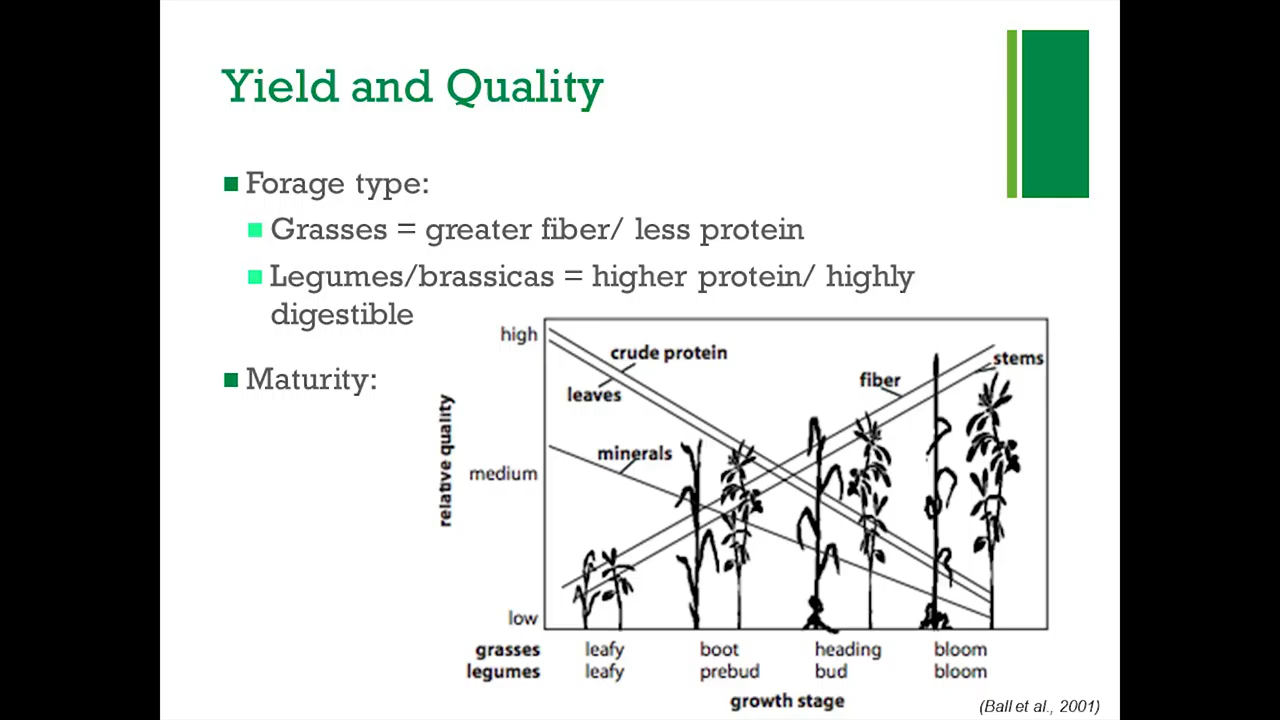 Yield and Quality
Forage type:
Grasses = greater fiber/ less protein
Legumes/brassicas = higher protein/ highly
digestible
Maturity:
high
crude protein
leaves
fiber
stems
minerals
relative quality
medium
low
grasses leafy boot heading bloom
legumes leafy prebud bud bloom
growth stage
(Ball et al., 2001)